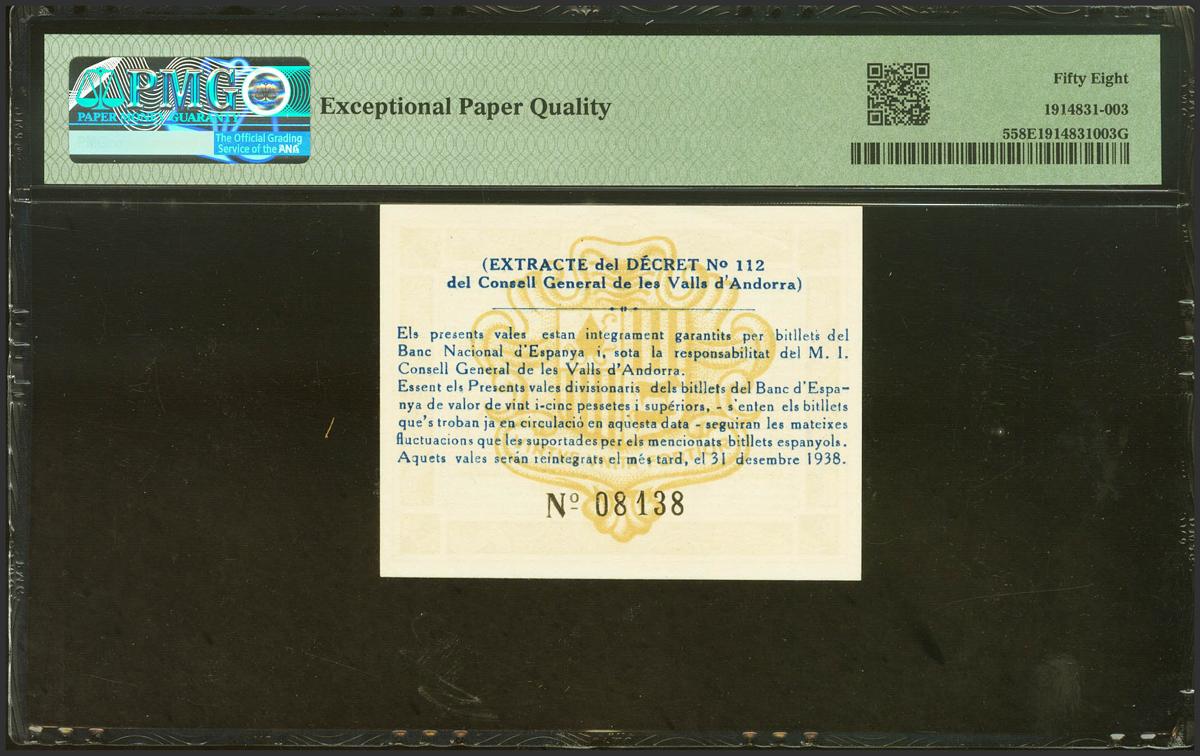 PMG
PAPER MONEY GUARANTY
The Official Grading
Service of the ANA
Exceptional Paper Quality
Fifty Eight
1914831-003
558E1914831003G
(EXTRACTE del DÉCRET Nº 112
del Consell General de les Valls d'Andorra)
Els presents vales estan integrament garantits per bitllets del
Banc Nacional d'Espanya i, sota la responsabilitat del M. I.
Consell General de les Valls d'Andorra.
Essent els Presents vales divisionaris dels bitllets del Banc d'Espa-
nya de valor de vint i-cinc pessetes i supériors, - s'enten els bitllets
que's troban ja en circulació en aquesta data - seguiran les mateixes
fluctuacions que les suportades per els mencionats bitllets espanyols.
Aquets vales serán reintegrats el més tard, el 31 desembre 1938.
Nº 08138